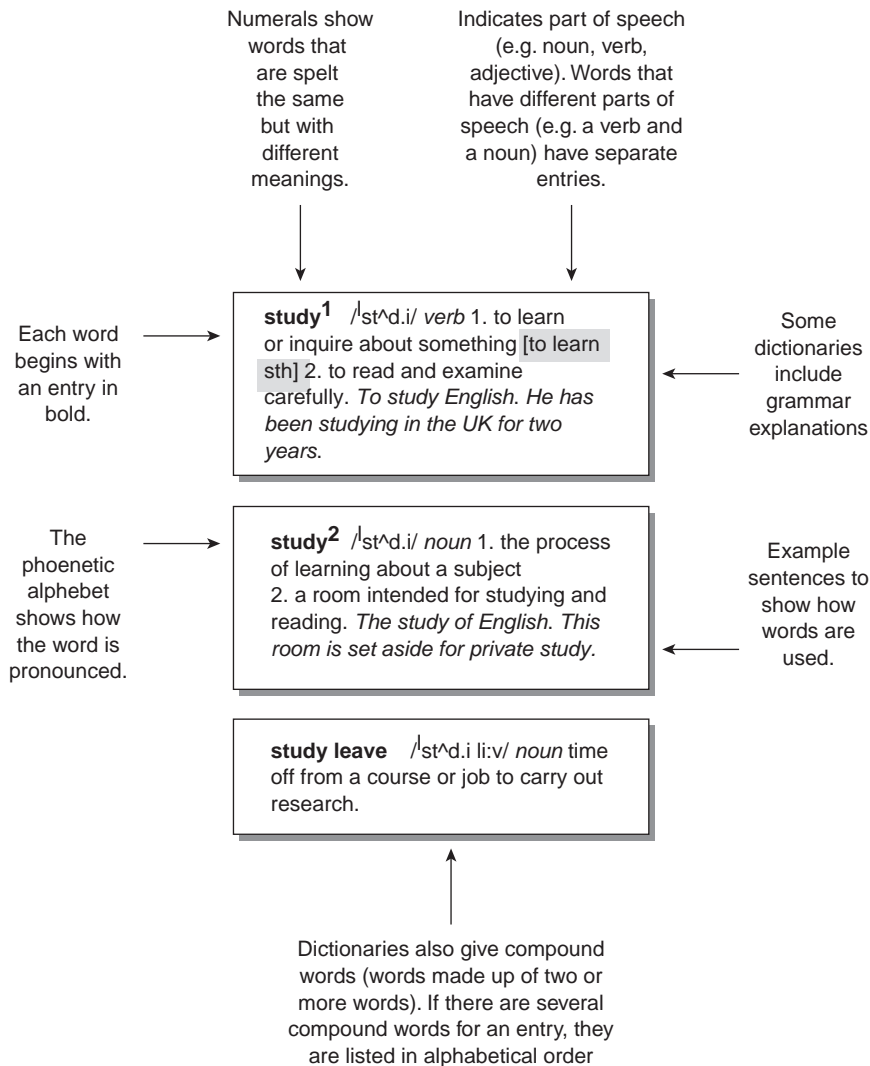 Numerals show
words that
are spelt
the same
but with
different
meanings.
Indicates part of speech
(e.g. noun, verb,
adjective). Words that
have different parts of
speech (e.g. a verb and
a noun) have separate
entries.
Each word
begins with
an entry in
bold.
study1 /ˈst^d.i/ verb 1. to learn
or inquire about something [to learn
sth] 2. to read and examine
carefully. To study English. He has
been studying in the UK for two
years.
Some
dictionaries
include
grammar
explanations
The
phoenetic
alphabet
shows how
the word is
pronounced.
study2 /ˈst^d.i/ noun 1. the process
of learning about a subject
2. a room intended for studying and
reading. The study of English. This
room is set aside for private study.
Example
sentences to
show how
words are
used.
study leave /ˈst^d.i li:v/ noun time
off from a course or job to carry out
research.
Dictionaries also give compound
words (words made up of two or
more words). If there are several
compound words for an entry, they
are listed in alphabetical order